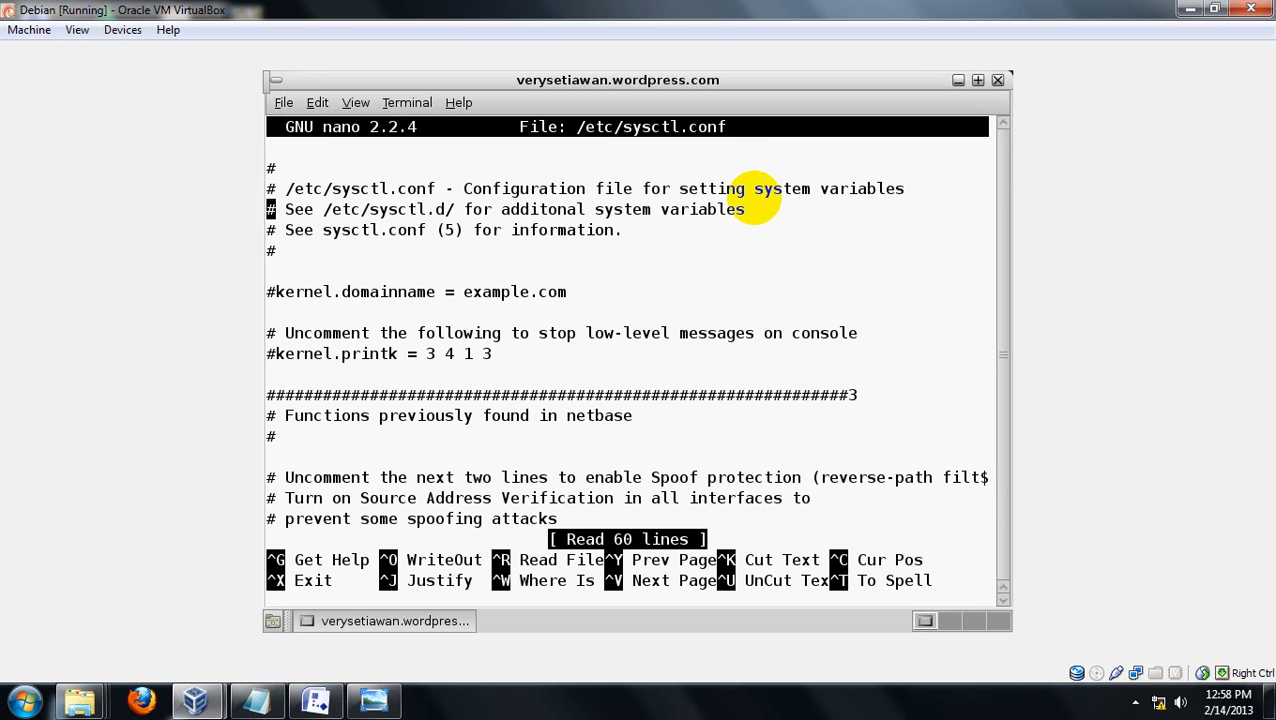 Debian [Running] - Oracle VM VirtualBox
Machine View Devices Help
verysetiawan.wordpress.com
File Edit View Terminal Help
GNU nano 2.2.4 File: /etc/sysctl.conf
#
# /etc/sysctl.conf - Configuration file for setting system variables
# See /etc/sysctl.d/ for additonal system variables
# See sysctl.conf (5) for information.
#
#kernel.domainname = example.com
# Uncomment the following to stop low-level messages on console
#kernel.printk = 3 4 1 3
##############################################################3
# Functions previously found in netbase
#
# Uncomment the next two lines to enable Spoof protection (reverse-path filt$
# Turn on Source Address Verification in all interfaces to
# prevent some spoofing attacks
[ Read 60 lines ]
^G Get Help ^O WriteOut ^R Read File ^Y Prev Page ^K Cut Text ^C Cur Pos
^X Exit ^J Justify ^W Where Is ^V Next Page ^U UnCut Tex ^T To Spell
verysetiawan.wordpres...
Right Ctrl
12:58 PM
2/14/2013